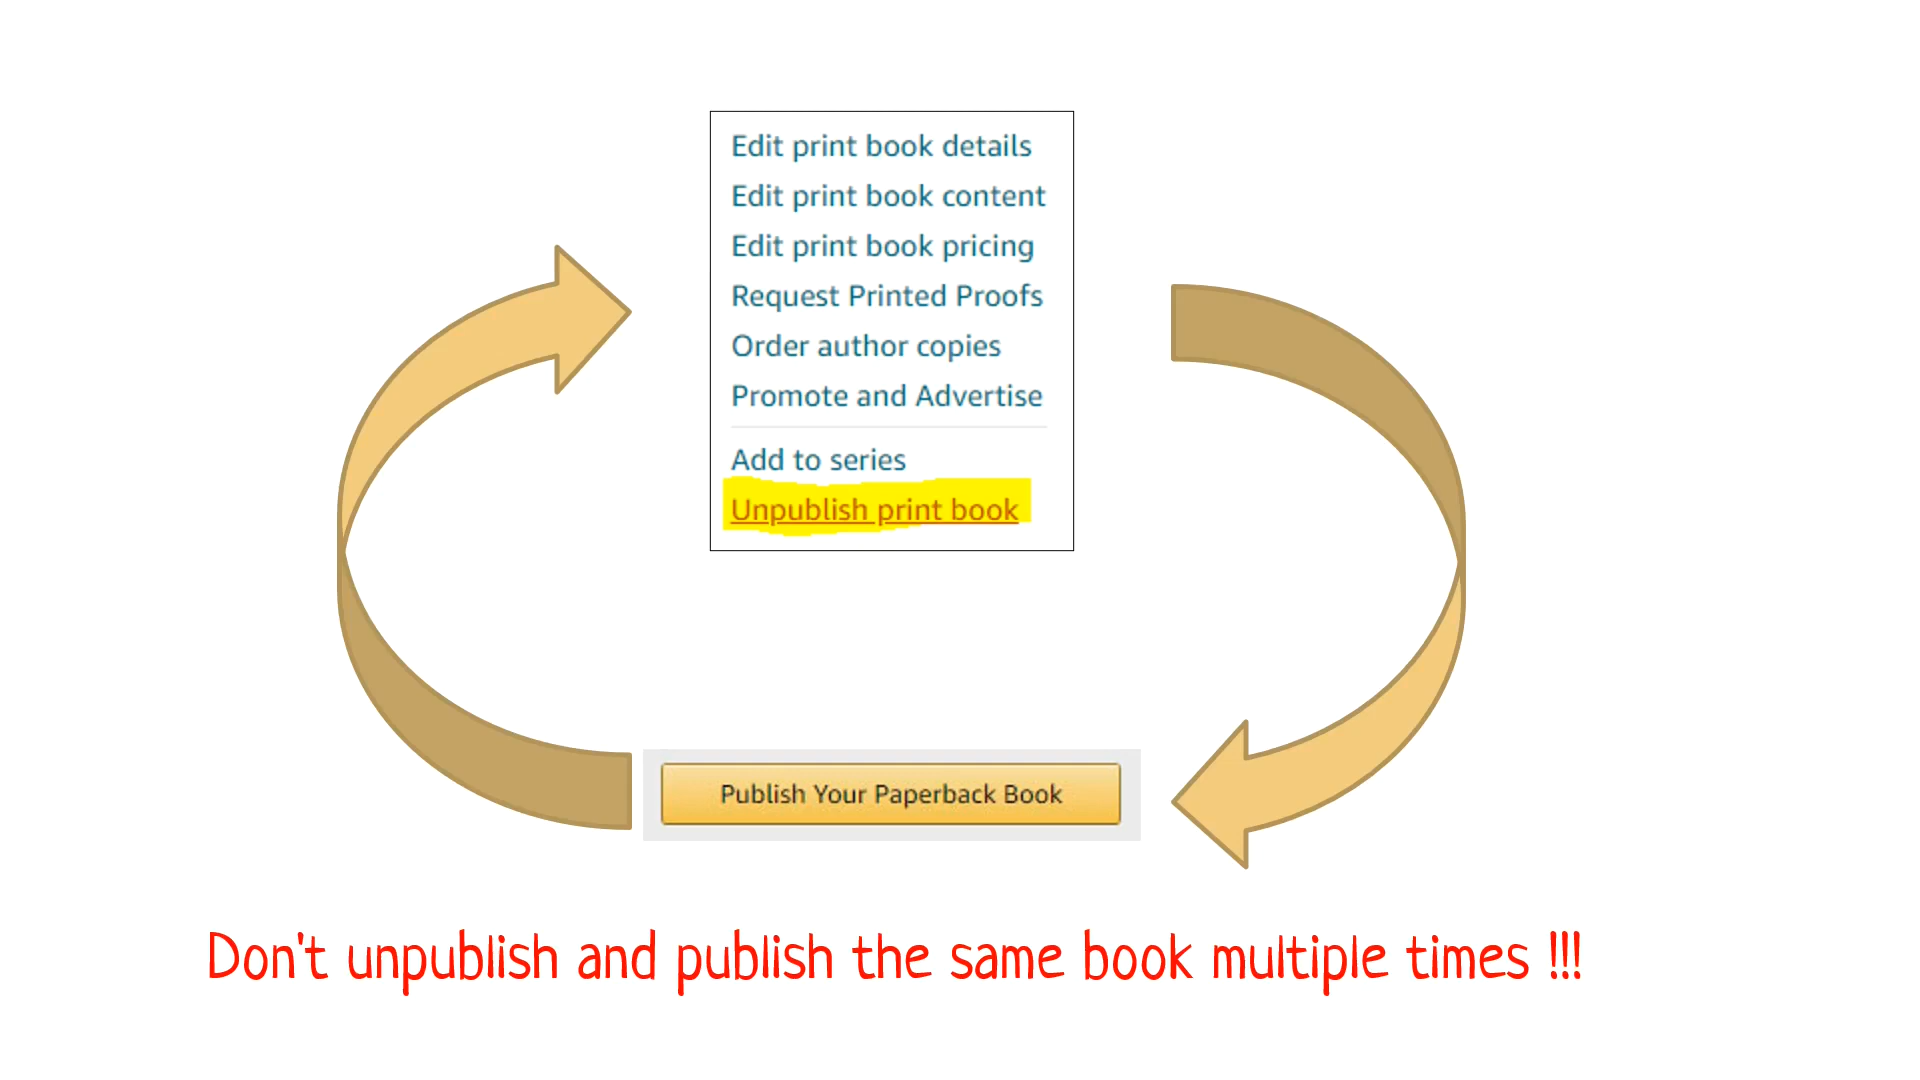 Edit print book details
Edit print book content
Edit print book pricing
Request Printed Proofs
Order author copies
Promote and Advertise
Add to series
Unpublish print book
Publish Your Paperback Book
Don't unpublish and publish the same book multiple times !!!